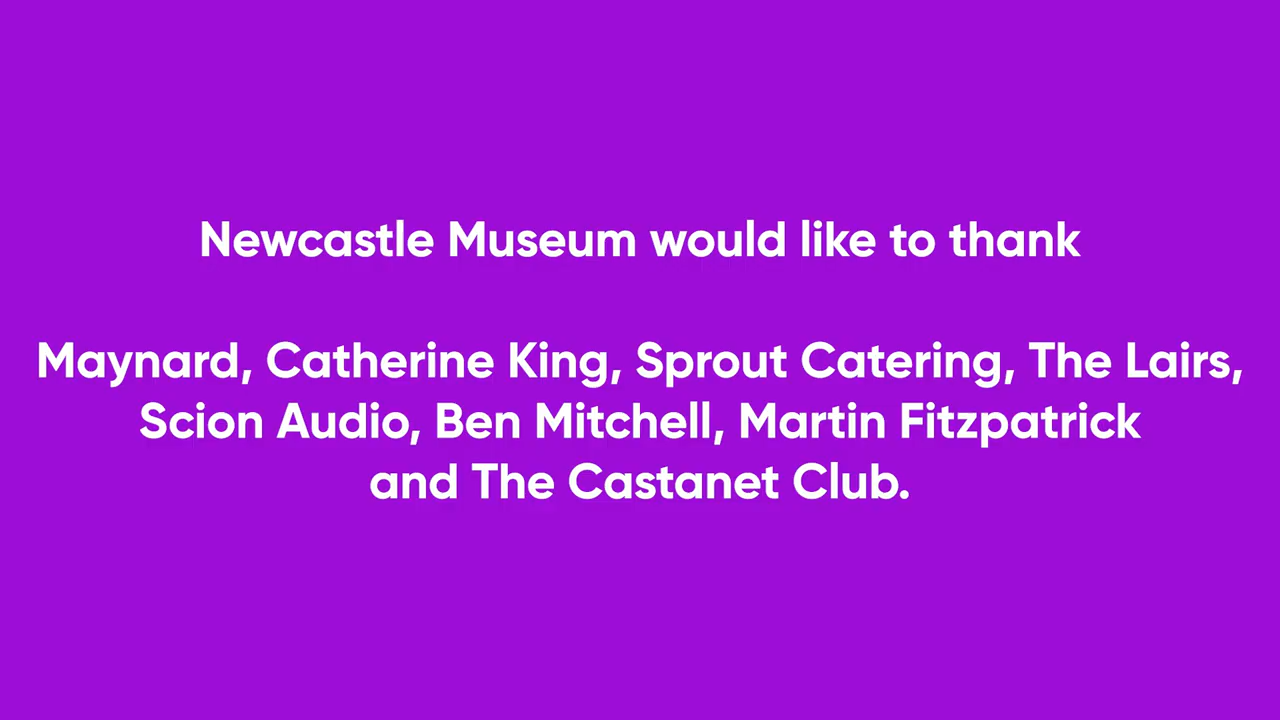 Newcastle Museum would like to thank
Maynard, Catherine King, Sprout Catering, The Lairs,
Scion Audio, Ben Mitchell, Martin Fitzpatrick
and The Castanet Club.